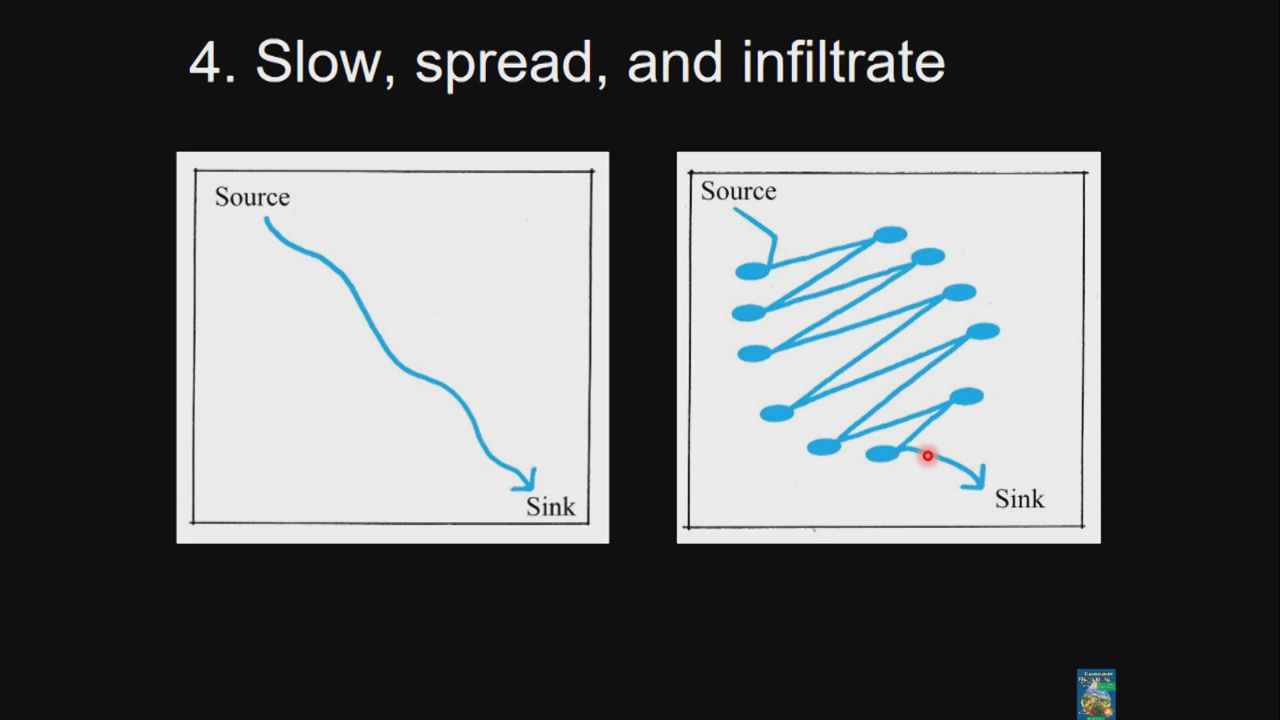 4. Slow, spread, and infiltrate
Source
Sink
Source
Sink